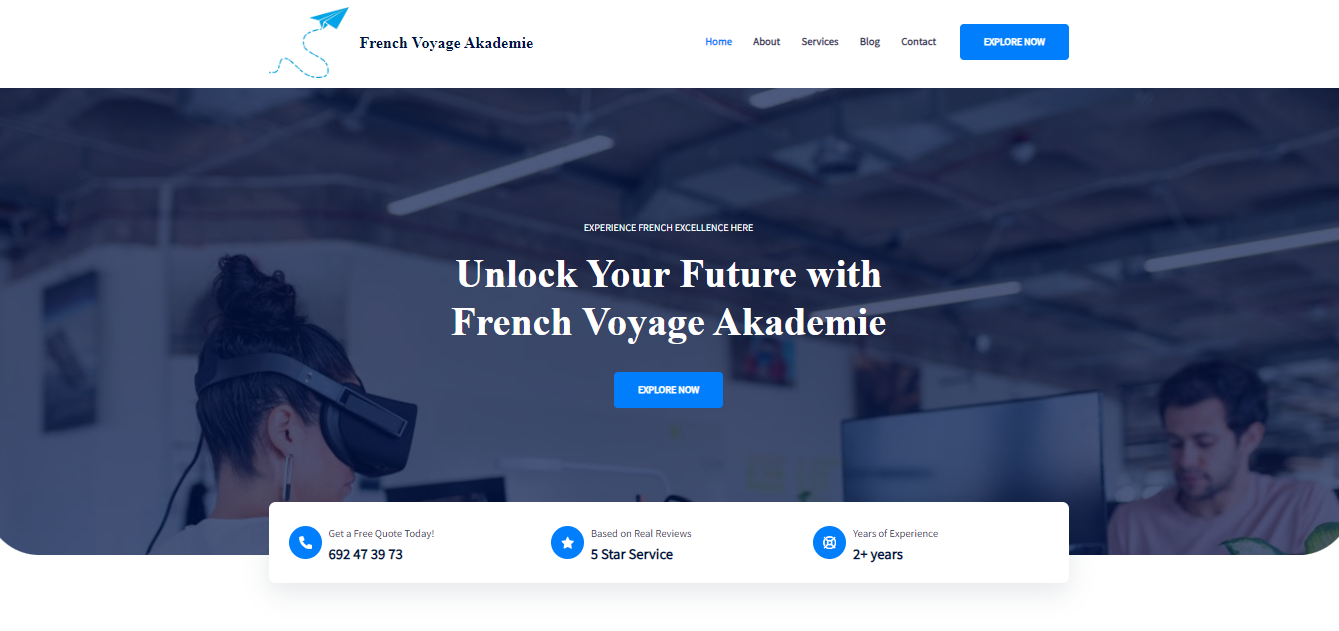 French Voyage Akademie
Home About Services Blog Contact EXPLORE NOW
EXPERIENCE FRENCH EXCELLENCE HERE
Unlock Your Future with
French Voyage Akademie
EXPLORE NOW
Get a Free Quote Today!
692 47 39 73
Based on Real Reviews
5 Star Service
Years of Experience
2+ years